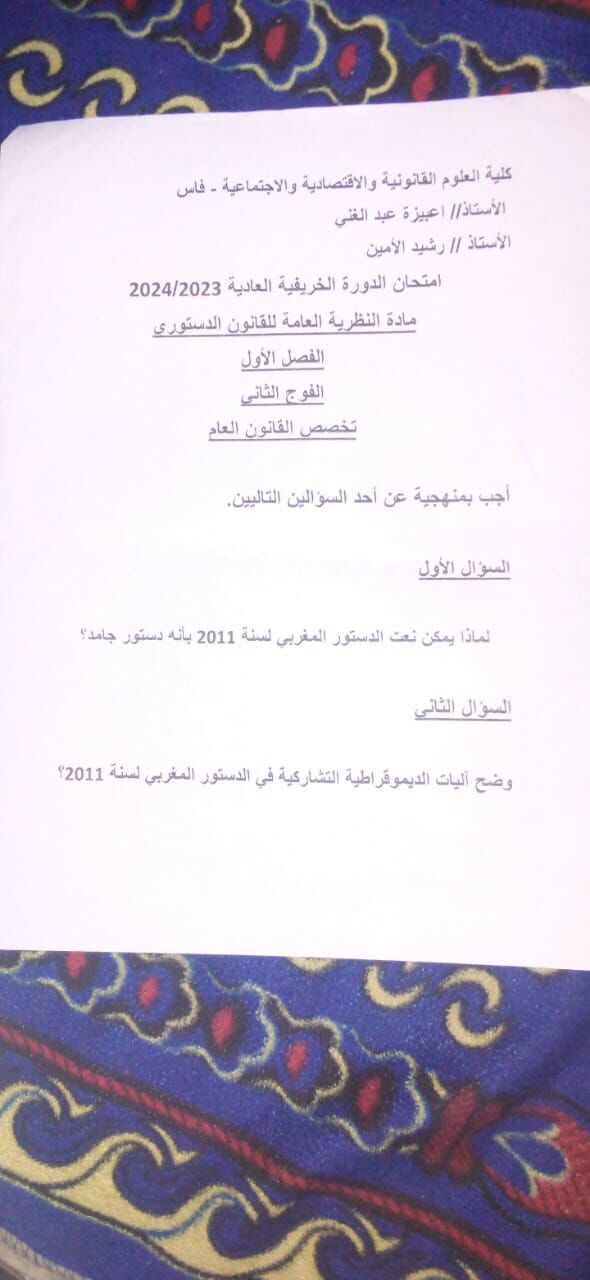 كلية العلوم القانونية والاقتصادية والاجتماعية - فاس
الأستاذ// اعبيزة عبد الغني
الأستاذ // رشيد الأمين
امتحان الدورة الخريفية العادية 2024/2023
مادة النظرية العامة للقانون الدستوري
الفصل الأول
الفوج الثاني
تخصص القانون العام
أجب بمنهجية عن أحد السؤالين التاليين.
السؤال الأول
لماذا يمكن نعت الدستور المغربي لسنة 2011 بأنه دستور جامد؟
السؤال الثاني
وضح آليات الديموقراطية التشاركية في الدستور المغربي لسنة 2011؟